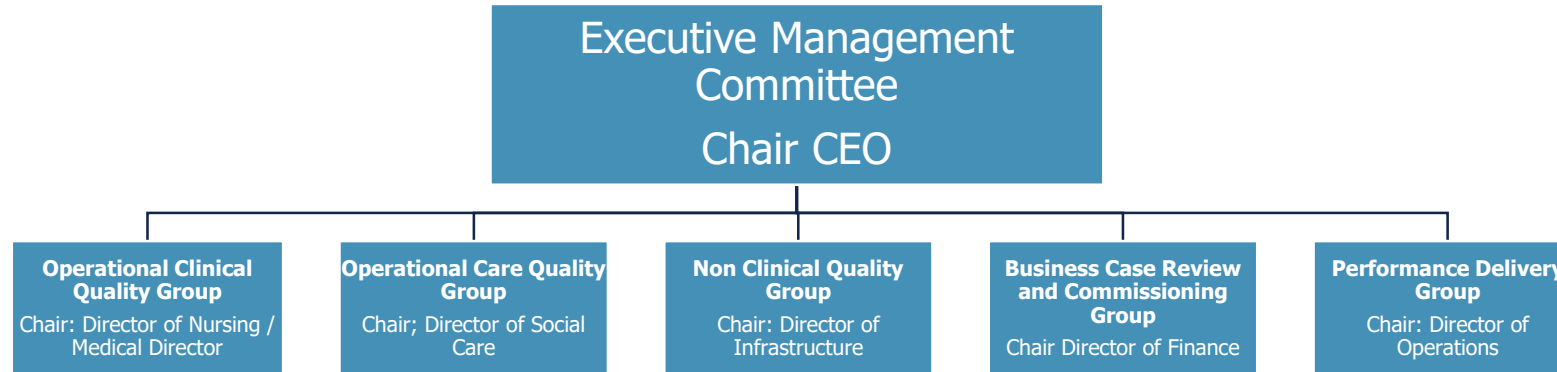 Executive Management
Committee
Chair CEO
Operational Clinical
Quality Group
Chair: Director of Nursing /
Medical Director
Operational Care Quality
Group
Chair; Director of Social
Care
Non Clinical Quality
Group
Chair: Director of
Infrastructure
Business Case Review
and Commissioning
Group
Chair Director of Finance
Performance Delivery
Group
Chair: Director of
Operations